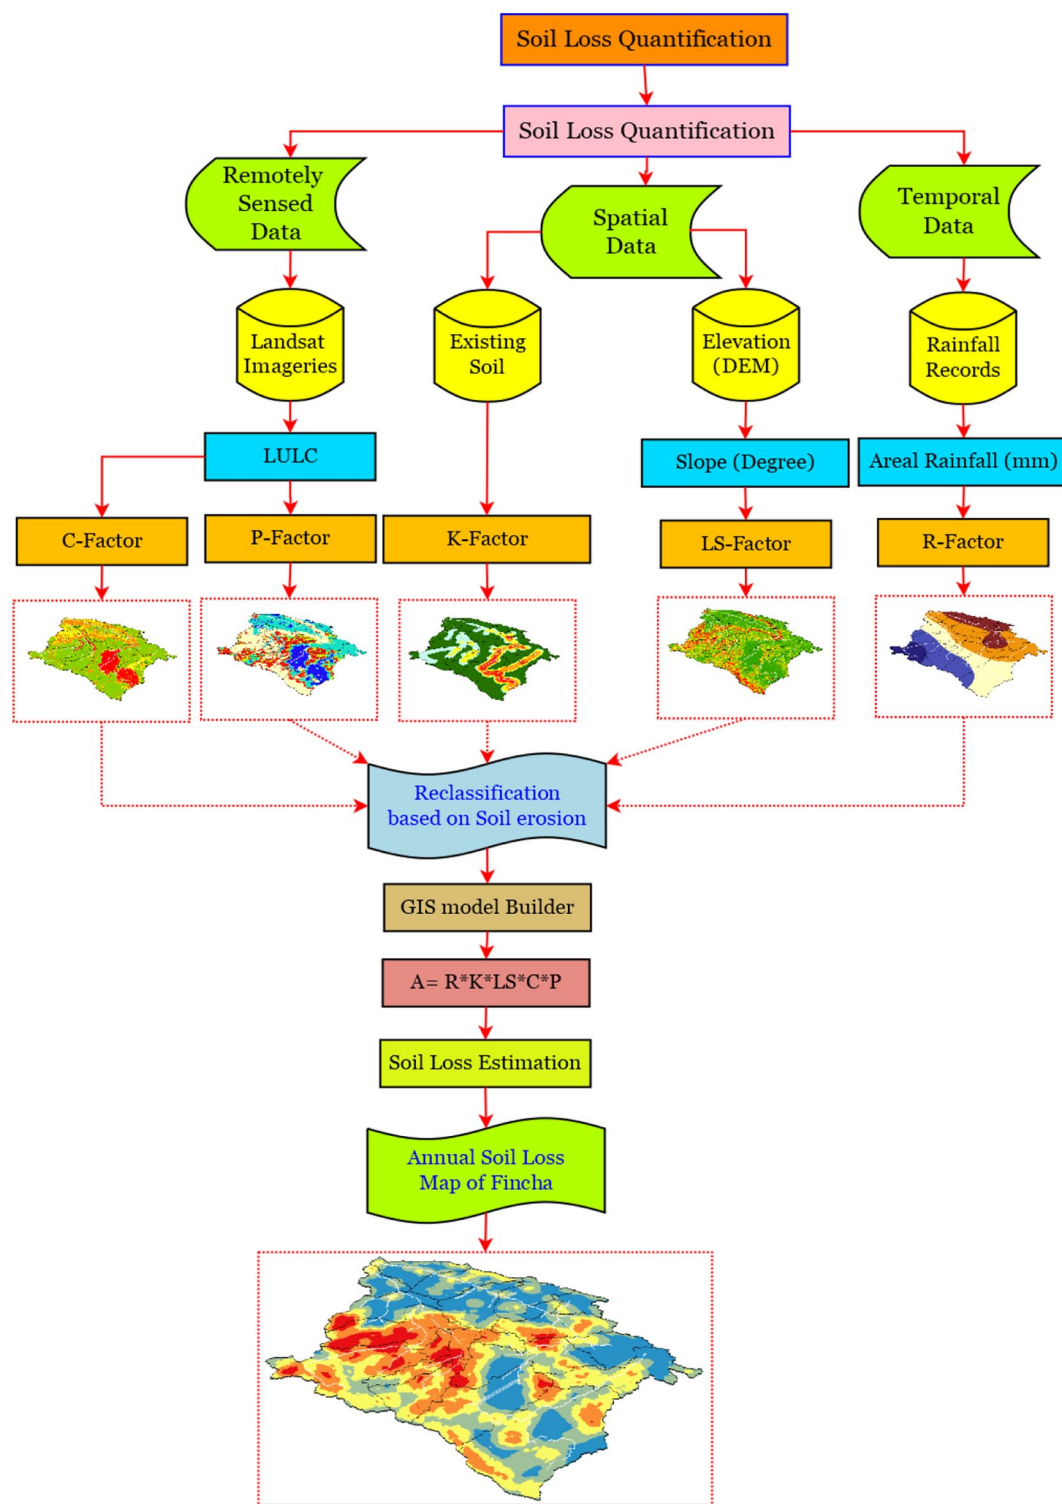 Soil Loss Quantification
Soil Loss Quantification
Remotely
Sensed
Data
Spatial
Data
Temporal
Data
Landsat
Imageries
Existing
Soil
Elevation
(DEM)
Rainfall
Records
LULC
Slope (Degree)
Areal Rainfall (mm)
C-Factor
P-Factor
K-Factor
LS-Factor
R-Factor
Reclassification
based on Soil erosion
GIS model Builder
A= R*K*LS*C*P
Soil Loss Estimation
Annual Soil Loss
Map of Fincha